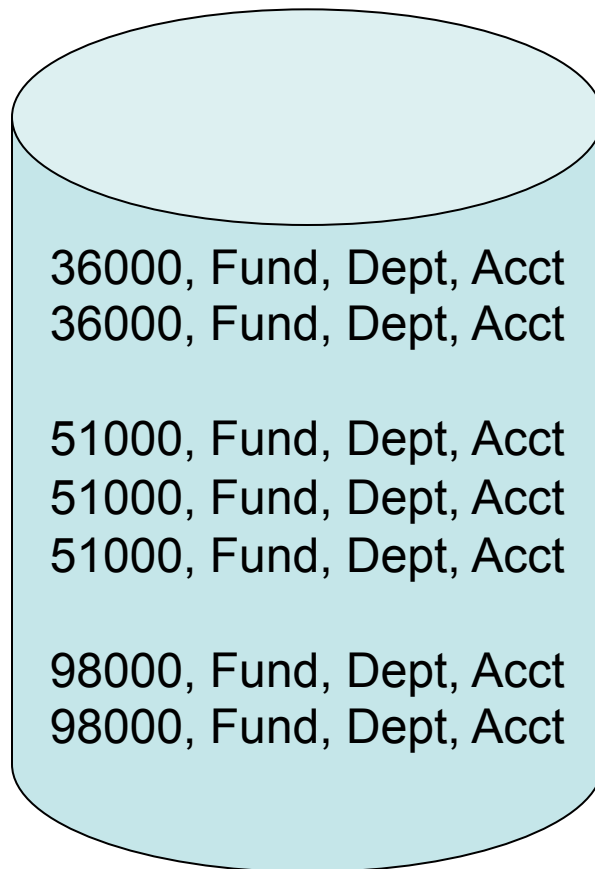 36000, Fund, Dept, Acct
36000, Fund, Dept, Acct
51000, Fund, Dept, Acct
51000, Fund, Dept, Acct
51000, Fund, Dept, Acct
98000, Fund, Dept, Acct
98000, Fund, Dept, Acct